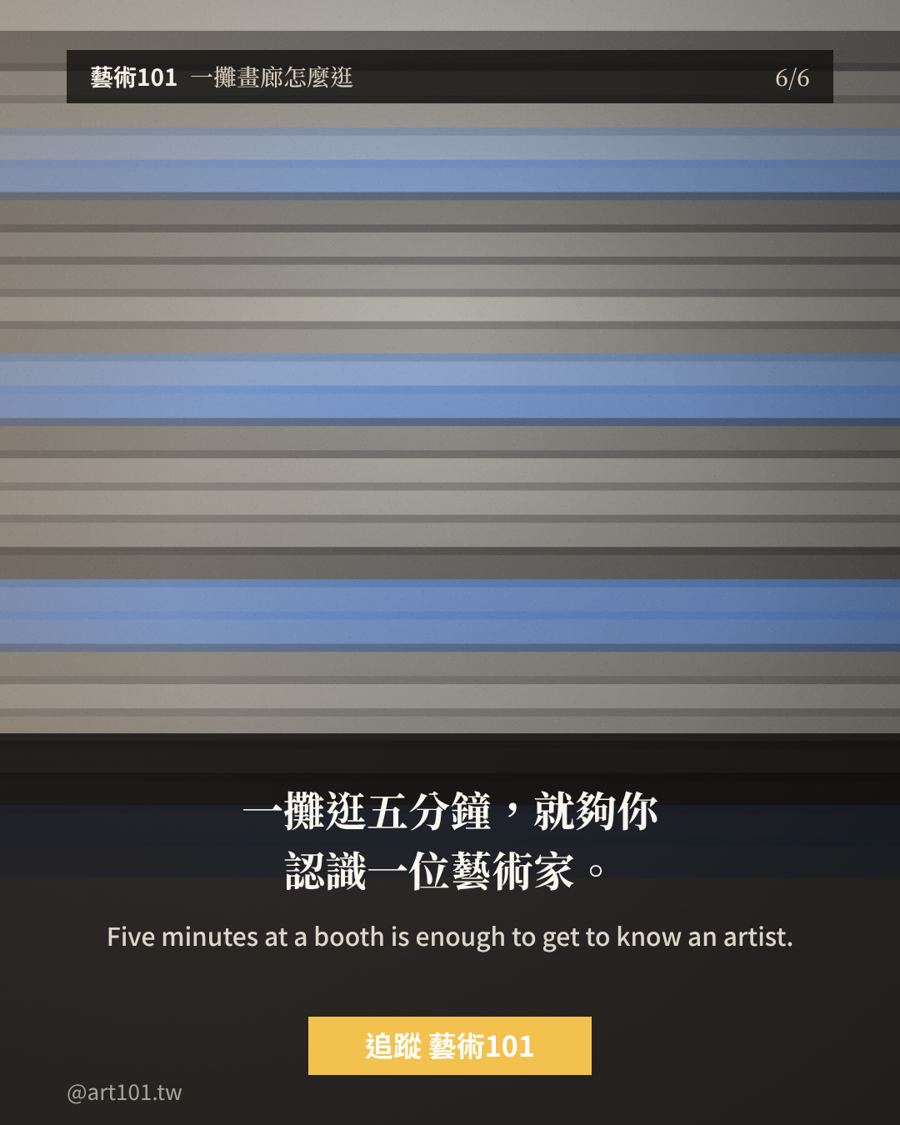 藝術101 一攤畫廊怎麼逛 6/6
一攤逛五分鐘，就夠你
認識一位藝術家。
Five minutes at a booth is enough to get to know an artist.
追蹤 藝術101
@art101.tw